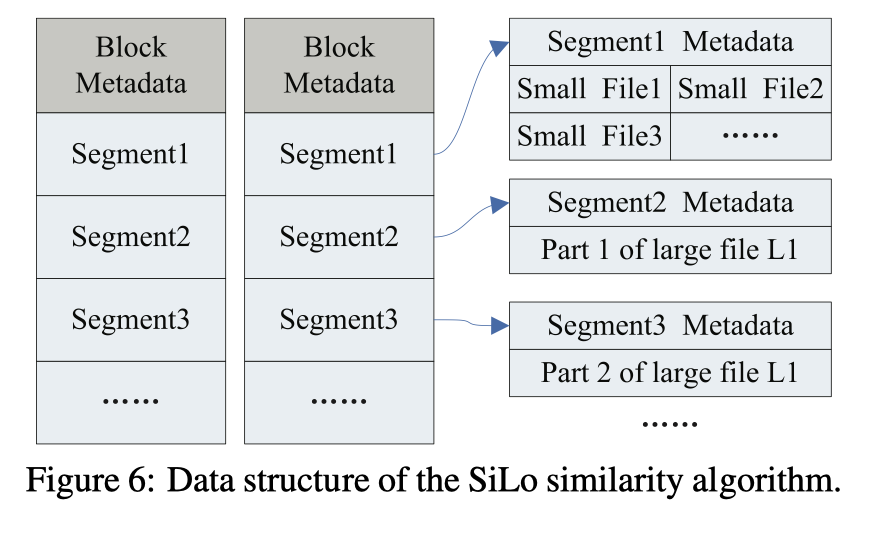 Block
Metadata
Segment1
Segment2
Segment3
......
Block
Metadata
Segment1
Segment2
Segment3
......
Segment1 Metadata
Small File1 Small File2
Small File3 ......
Segment2 Metadata
Part 1 of large file L1
Segment3 Metadata
Part 2 of large file L1
......
Figure 6: Data structure of the SiLo similarity algorithm.